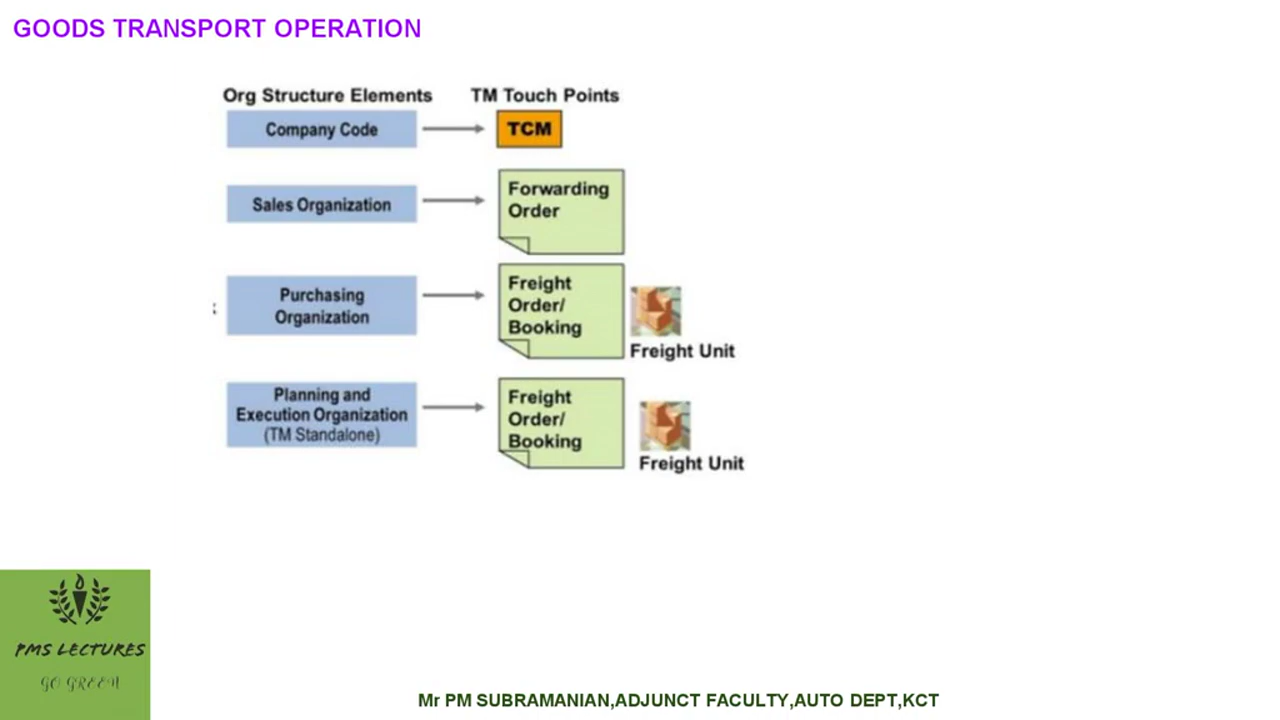 GOODS TRANSPORT OPERATION
Org Structure Elements
TM Touch Points
Company Code
TCM
Sales Organization
Forwarding
Order
Purchasing
Organization
Freight
Order/
Booking
Freight Unit
Planning and
Execution Organization
(TM Standalone)
Freight
Order/
Booking
Freight Unit
PMS LECTURES
GO GREEN
Mr PM SUBRAMANIAN,ADJUNCT FACULTY,AUTO DEPT,KCT